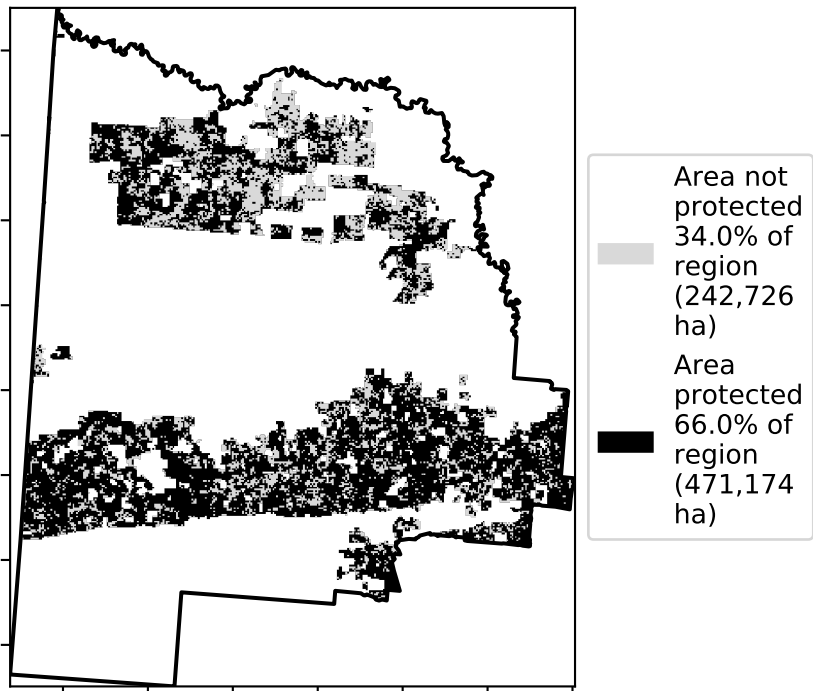 Area not
protected
34.0% of
region
(242,726
ha)
Area
protected
66.0% of
region
(471,174
ha)